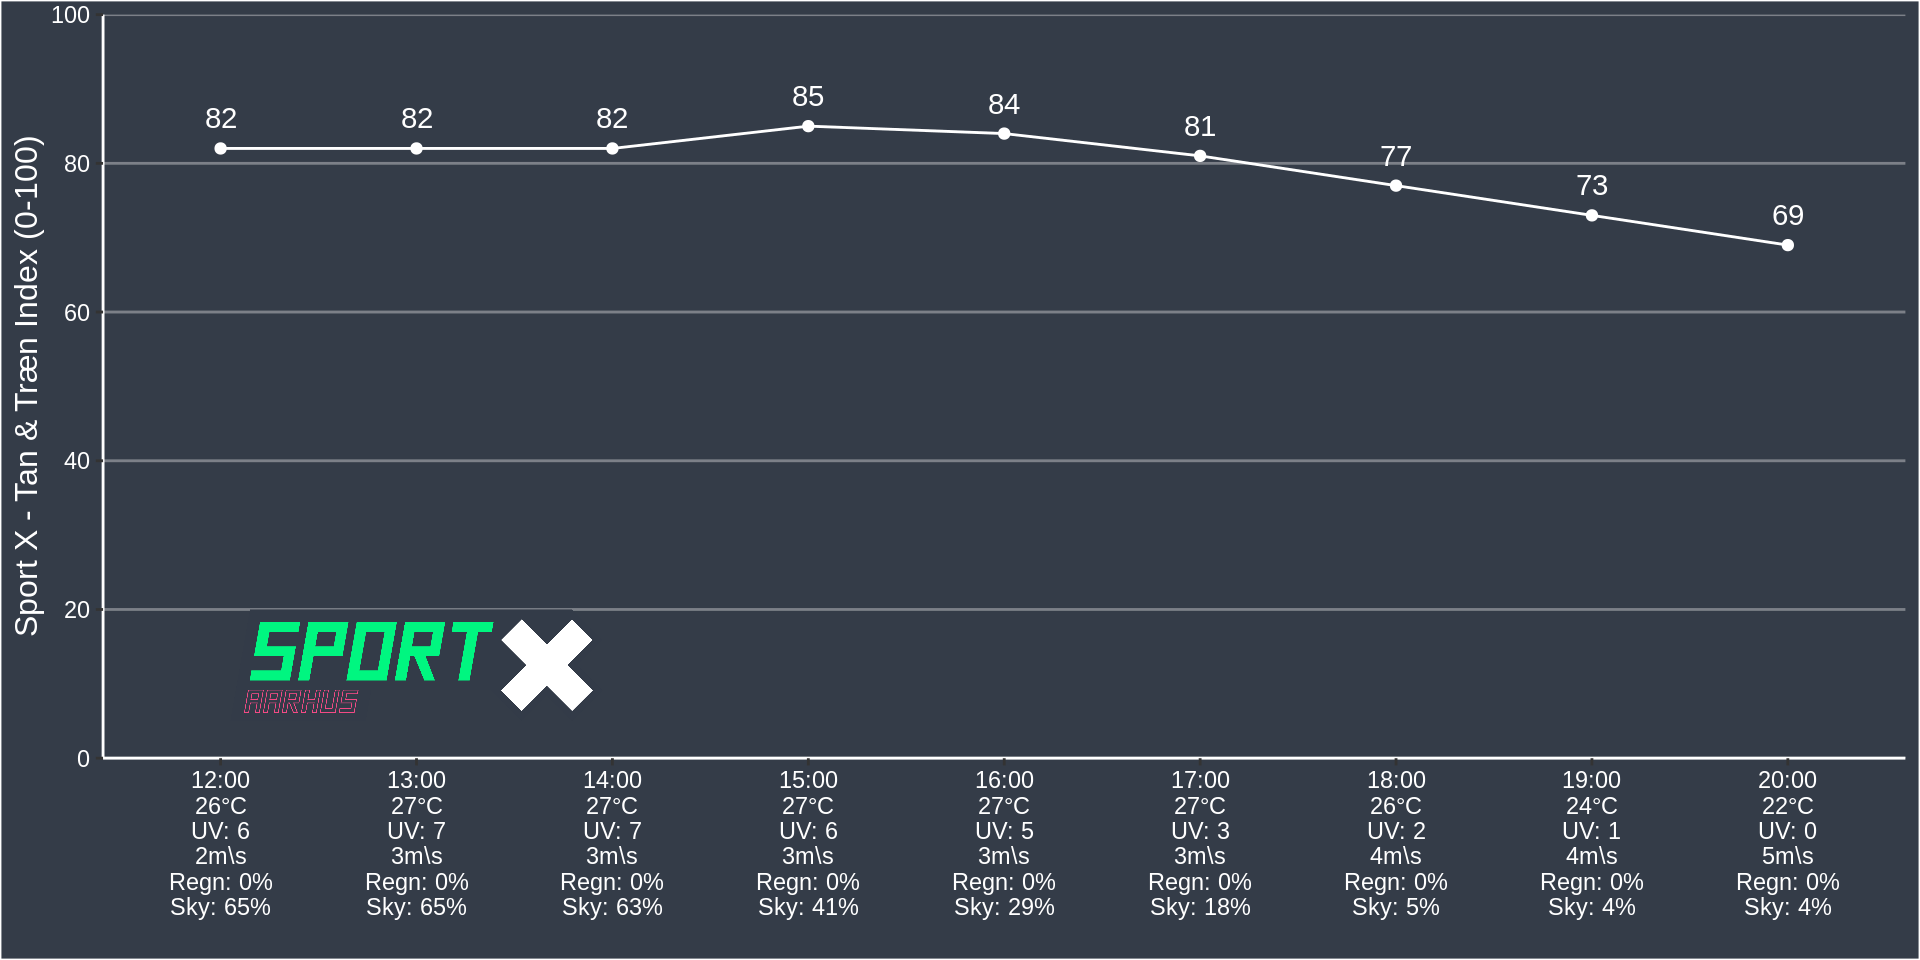 Sport X - Tan & Træn Index (0-100)
100
80
60
40
20
0
82 82 82 85 84 81 77 73 69
SPORT X
AARHUS
12:00 13:00 14:00 15:00 16:00 17:00 18:00 19:00 20:00
26°C 27°C 27°C 27°C 27°C 27°C 26°C 24°C 22°C
UV: 6 UV: 7 UV: 7 UV: 6 UV: 5 UV: 3 UV: 2 UV: 1 UV: 0
2m\s 3m\s 3m\s 3m\s 3m\s 3m\s 4m\s 4m\s 5m\s
Regn: 0% Regn: 0% Regn: 0% Regn: 0% Regn: 0% Regn: 0% Regn: 0% Regn: 0% Regn: 0%
Sky: 65% Sky: 65% Sky: 63% Sky: 41% Sky: 29% Sky: 18% Sky: 5% Sky: 4% Sky: 4%